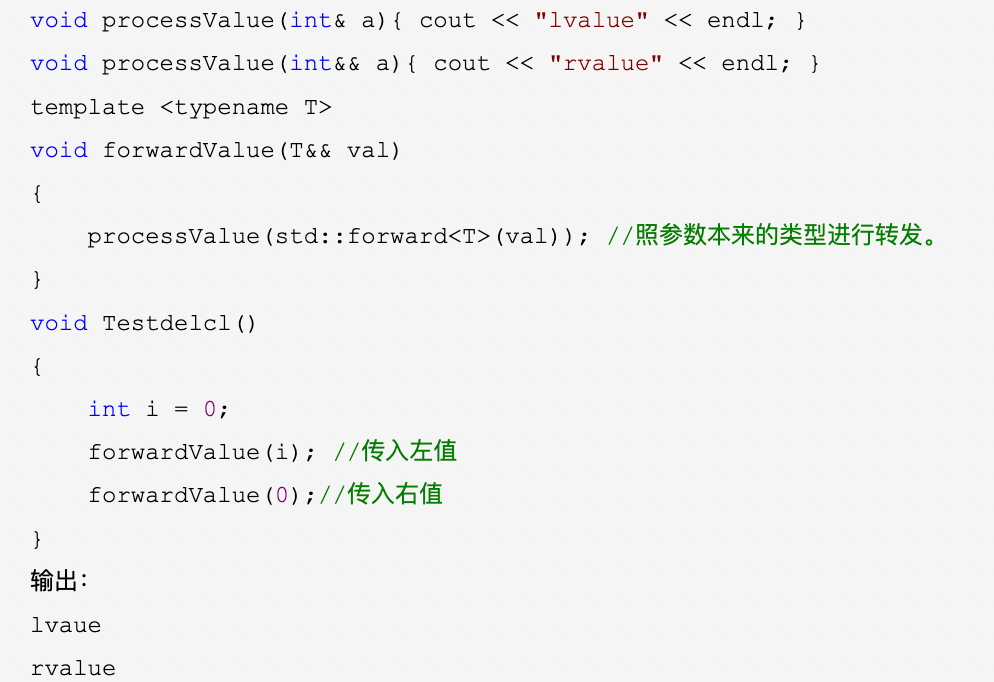 void processValue(int& a){ cout << "lvalue" << endl; }
void processValue(int&& a){ cout << "rvalue" << endl; }
template <typename T>
void forwardValue(T&& val)
{
    processValue(std::forward<T>(val)); //照参数本来的类型进行转发。
}
void Testdelcl()
{
    int i = 0;
    forwardValue(i); //传入左值
    forwardValue(0);//传入右值
}
输出：
lvaue
rvalue